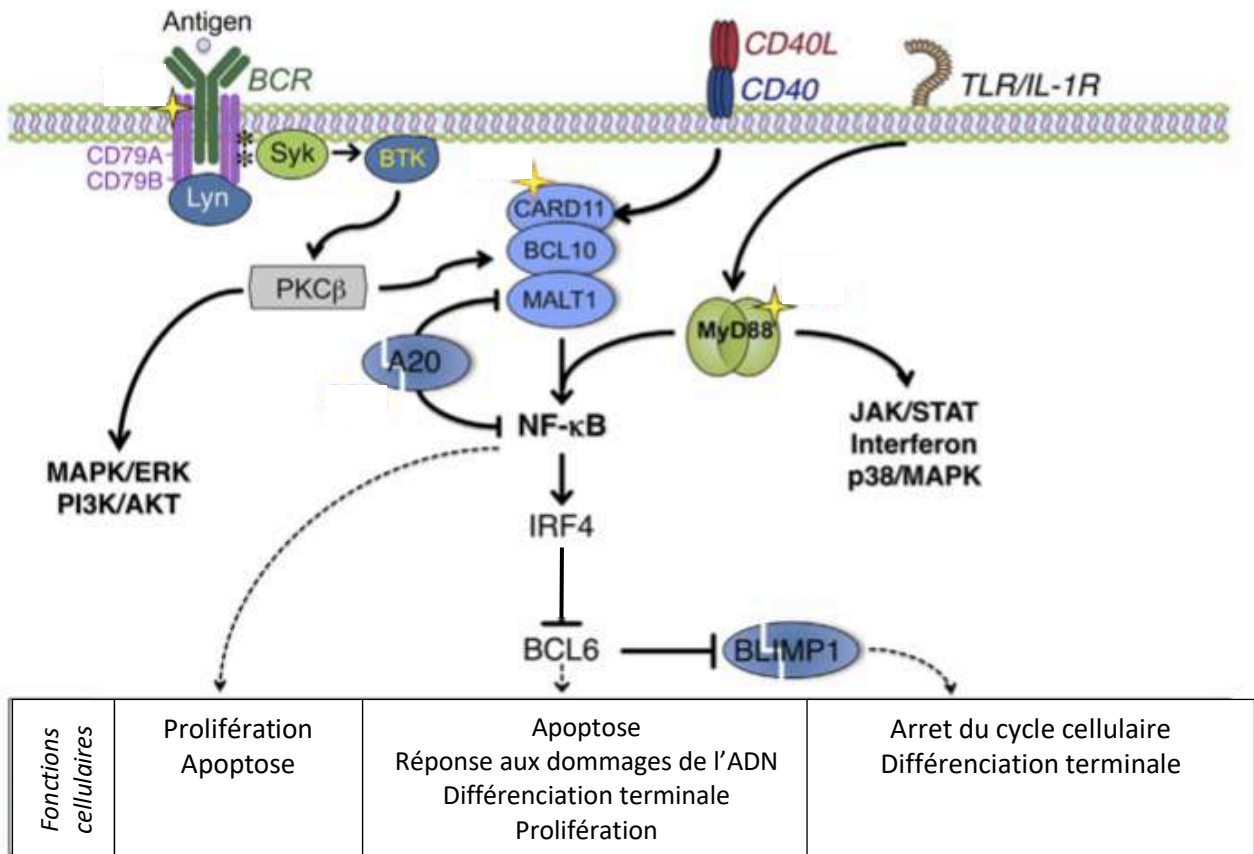 Antigen
BCR
CD40L
CD40
TLR/IL-1R
CD79A
CD79B
Lyn
Syk
BTK
CARD11
BCL10
MALT1
PKCβ
A20
MyD88
NF-κB
JAK/STAT
Interferon
p38/MAPK
MAPK/ERK
PI3K/AKT
IRF4
BCL6
BLIMP1
Fonctions
cellulaires
Prolifération
Apoptose
Apoptose
Réponse aux dommages de l’ADN
Différenciation terminale
Prolifération
Arret du cycle cellulaire
Différenciation terminale